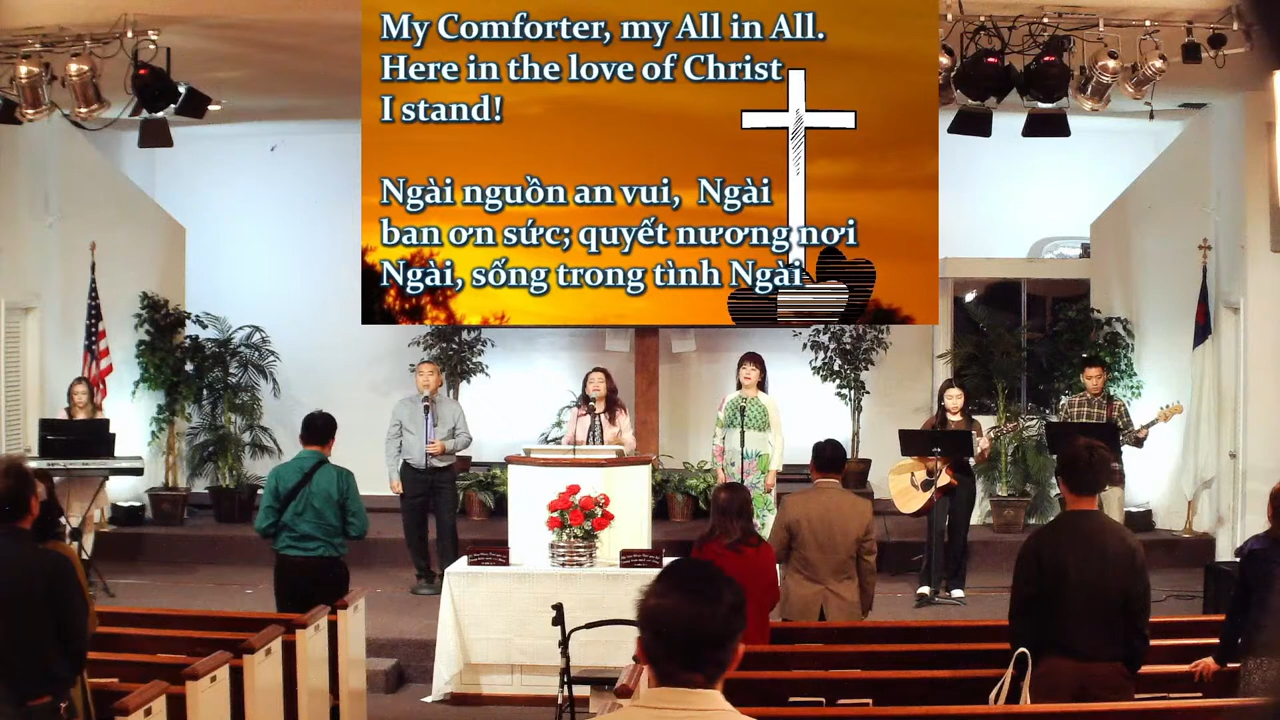 My Comforter, my All in All.
Here in the love of Christ
I stand!
Ngài nguồn an vui, Ngài
ban ơn sức; quyết nương nơi
Ngài, sống trong tình Ngài